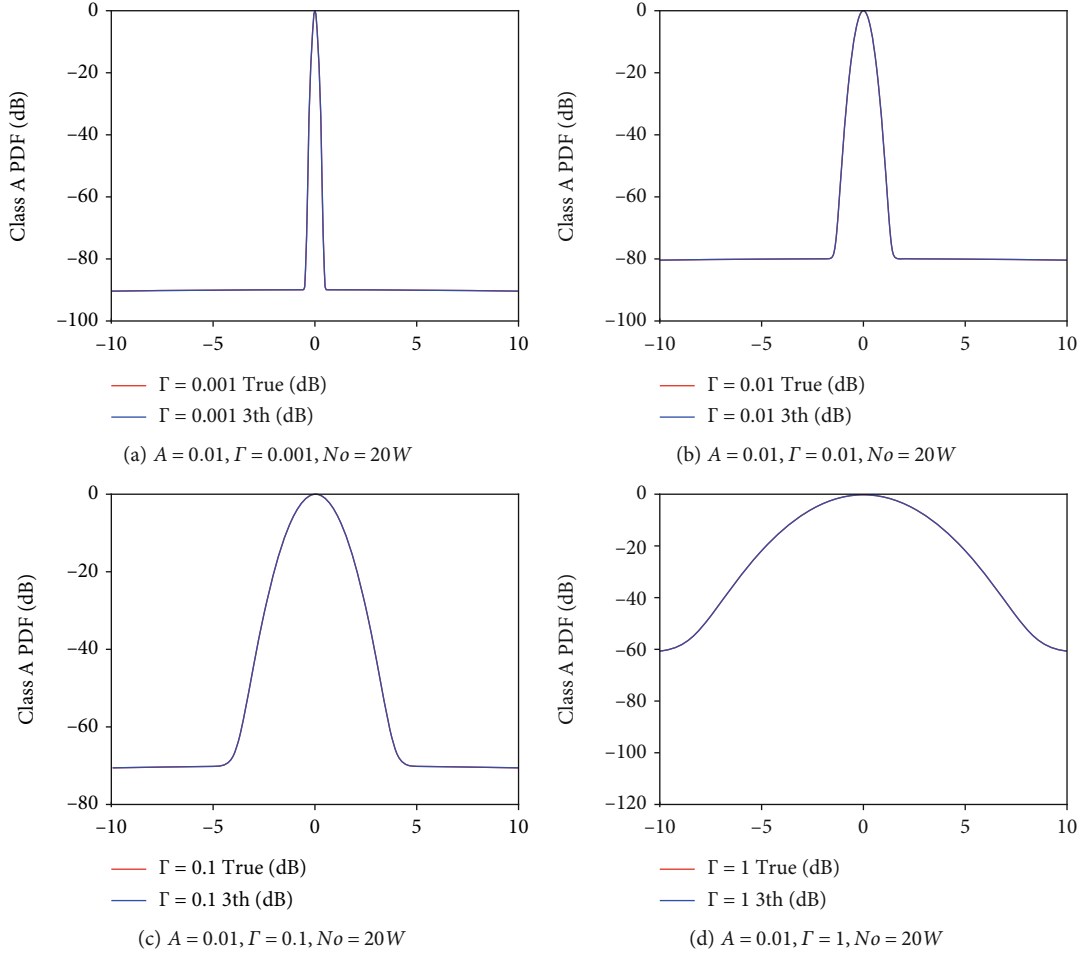 Class A PDF (dB)
0
−20
−40
−60
−80
−100
−10
−5
0
5
10
Γ = 0.001 True (dB)
Γ = 0.001 3th (dB)
(a) A = 0.01, Γ = 0.001, No = 20W
Class A PDF (dB)
0
−20
−40
−60
−80
−100
−10
−5
0
5
10
Γ = 0.01 True (dB)
Γ = 0.01 3th (dB)
(b) A = 0.01, Γ = 0.01, No = 20W
Class A PDF (dB)
0
−20
−40
−60
−80
−10
−5
0
5
10
Γ = 0.1 True (dB)
Γ = 0.1 3th (dB)
(c) A = 0.01, Γ = 0.1, No = 20W
Class A PDF (dB)
0
−20
−40
−60
−80
−100
−120
−10
−5
0
5
10
Γ = 1 True (dB)
Γ = 1 3th (dB)
(d) A = 0.01, Γ = 1, No = 20W